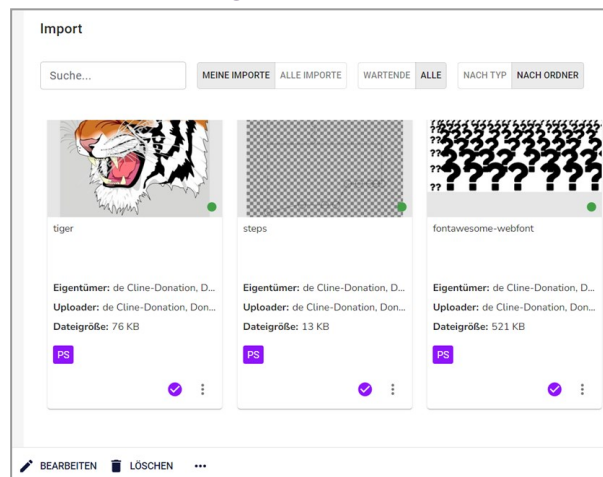 Import
Suche...
MEINE IMPORTE ALLE IMPORTE WARTENDE ALLE NACH TYP NACH ORDNER
tiger
Eigentümer: de Cline-Donation, D...
Uploader: de Cline-Donation, Don...
Dateigröße: 76 KB
PS
steps
Eigentümer: de Cline-Donation, D...
Uploader: de Cline-Donation, Don...
Dateigröße: 13 KB
PS
fontawesome-webfont
Eigentümer: de Cline-Donation, D...
Uploader: de Cline-Donation, Don...
Dateigröße: 521 KB
PS
BEARBEITEN LÖSCHEN ...